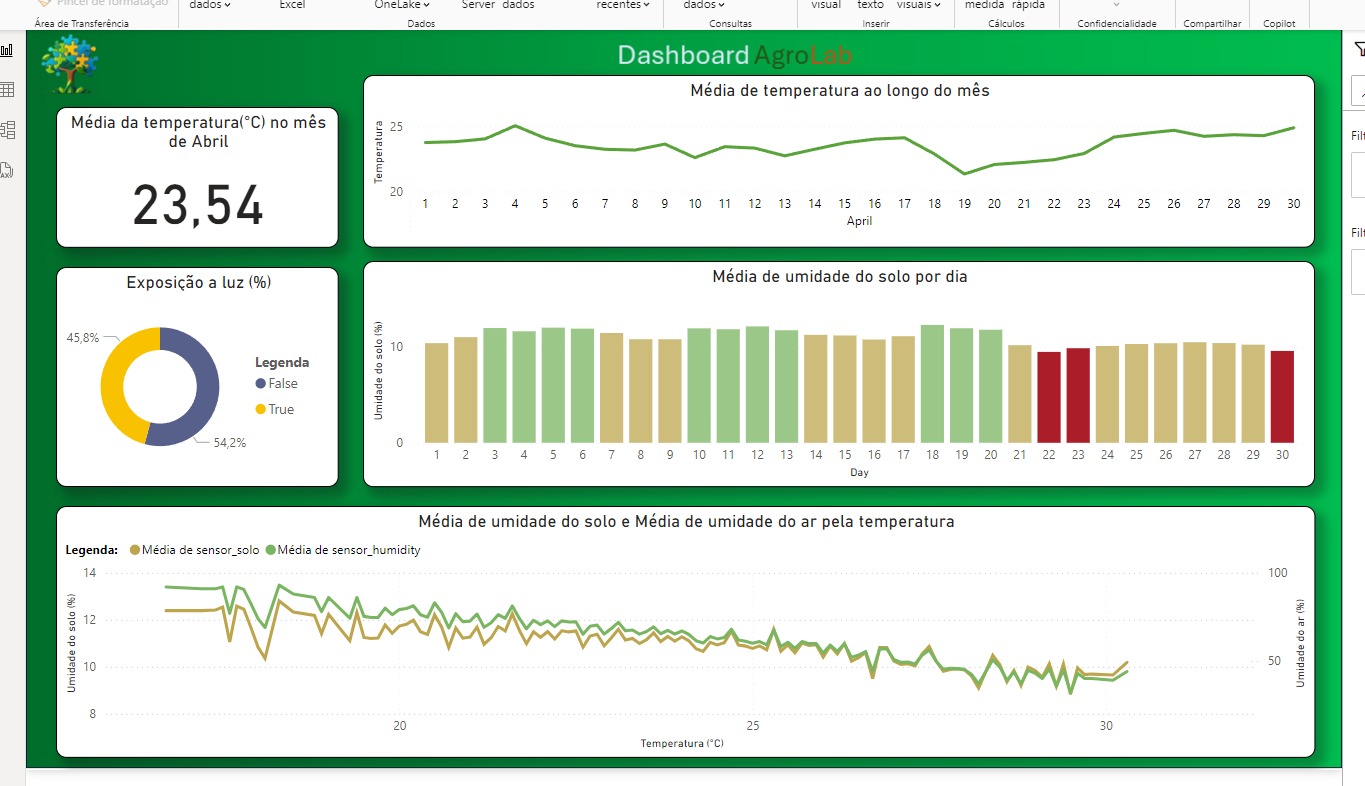 Pincel de formatação
dados
Excel
OneLake
Server dados
recentes
dados
visual texto visuais
medida rápida
Área de Transferência
Dados
Consultas
Inserir
Cálculos
Confidencialidade
Compartilhar
Copilot
Dashboard AgroLab
Média da temperatura(°C) no mês
de Abril
23,54
Média de temperatura ao longo do mês
Temperatura
25
20
1 2 3 4 5 6 7 8 9 10 11 12 13 14 15 16 17 18 19 20 21 22 23 24 25 26 27 28 29 30
April
Exposição a luz (%)
45,8%
54,2%
Legenda
False
True
Média de umidade do solo por dia
Umidade do solo (%)
10
0
1 2 3 4 5 6 7 8 9 10 11 12 13 14 15 16 17 18 19 20 21 22 23 24 25 26 27 28 29 30
Day
Média de umidade do solo e Média de umidade do ar pela temperatura
Legenda: Média de sensor_solo Média de sensor_humidity
Umidade do solo (%)
14
12
10
8
100
50
Umidade do ar (%)
20 25 30
Temperatura (°C)